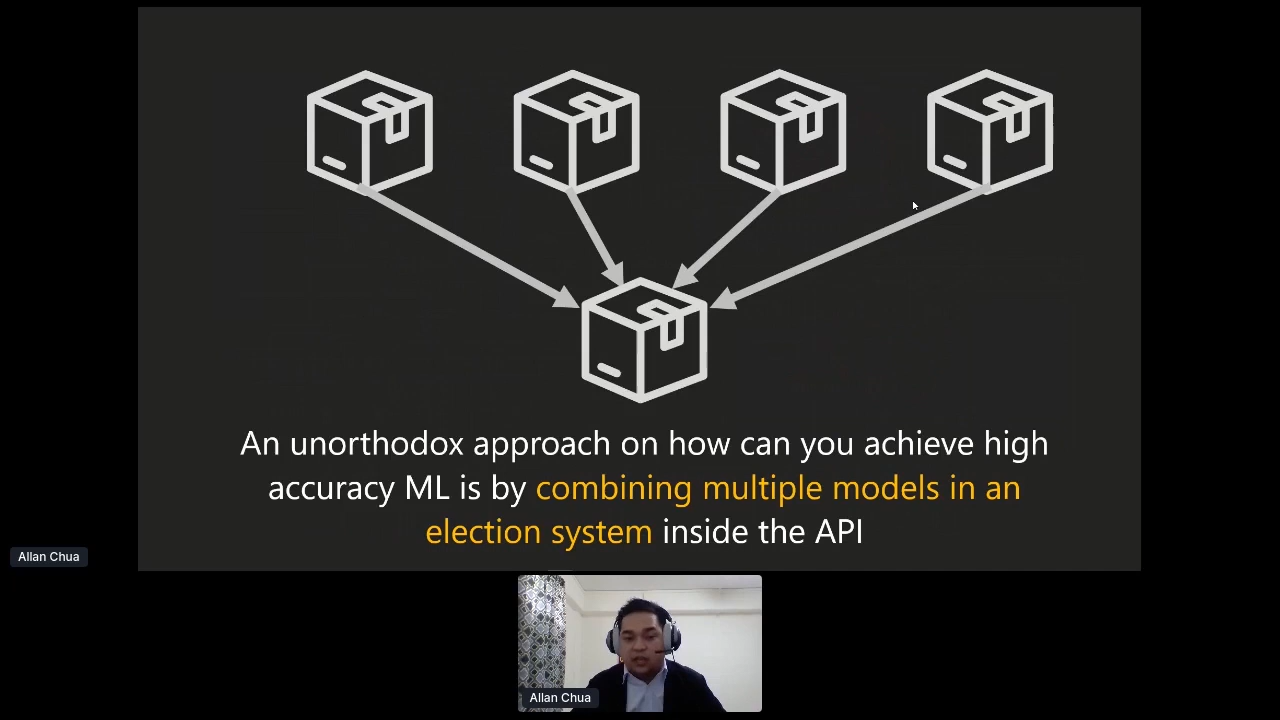 An unorthodox approach on how can you achieve high
accuracy ML is by combining multiple models in an
election system inside the API
Allan Chua
Allan Chua